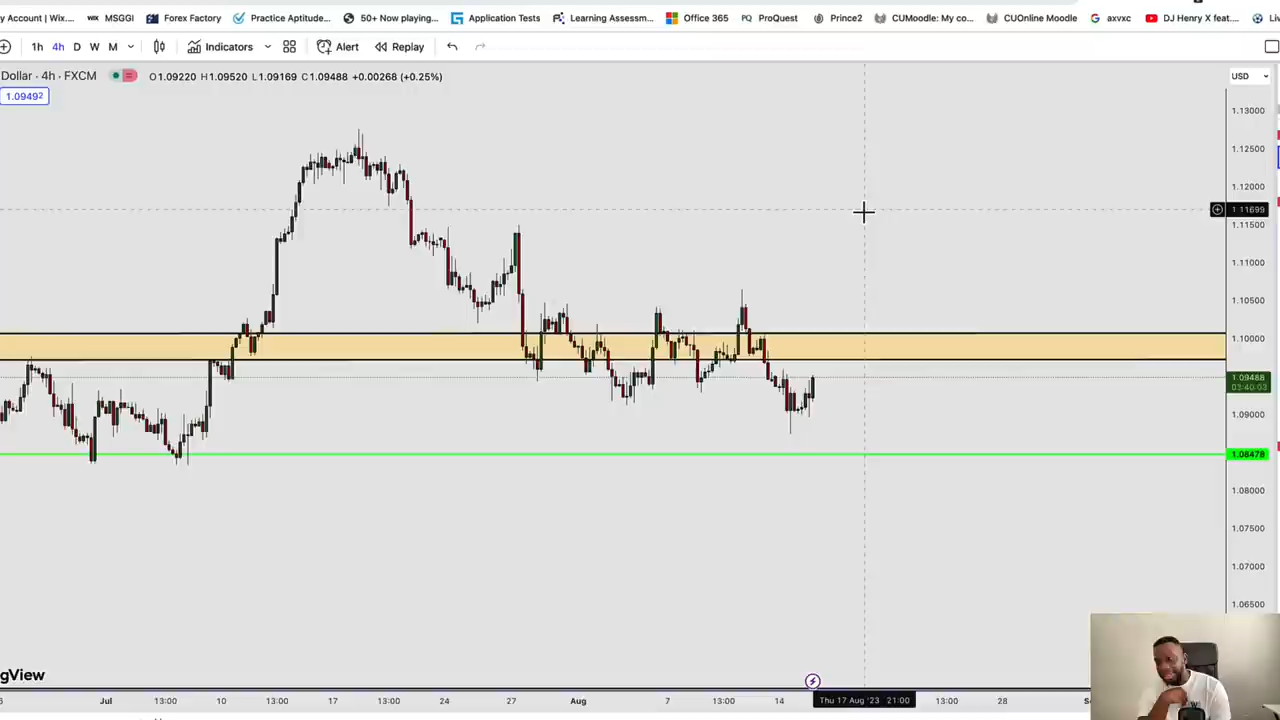 y Account | Wix.... MSGGI Forex Factory Practice Aptitude... 50+ Now playing... Application Tests Learning Assessm... Office 365 ProQuest Prince2 CUMoodle: My co... CUOnline Moodle axvxc DJ Henry X feat....
1h 4h D W M Indicators Alert Replay
Dollar · 4h · FXCM O1.09220 H1.09520 L1.09169 C1.09488 +0.00268 (+0.25%)
USD
1.09492
1.13000
1.12500
1.12000
1.11699
1.11500
1.11000
1.10500
1.10000
1.09488
03:40:03
1.09000
1.08478
1.08000
1.07500
1.07000
1.06500
gView
Jul 13:00 10 17 24 27 Aug 7 13:00 14 Thu 17 Aug '23 21:00 13:00 28